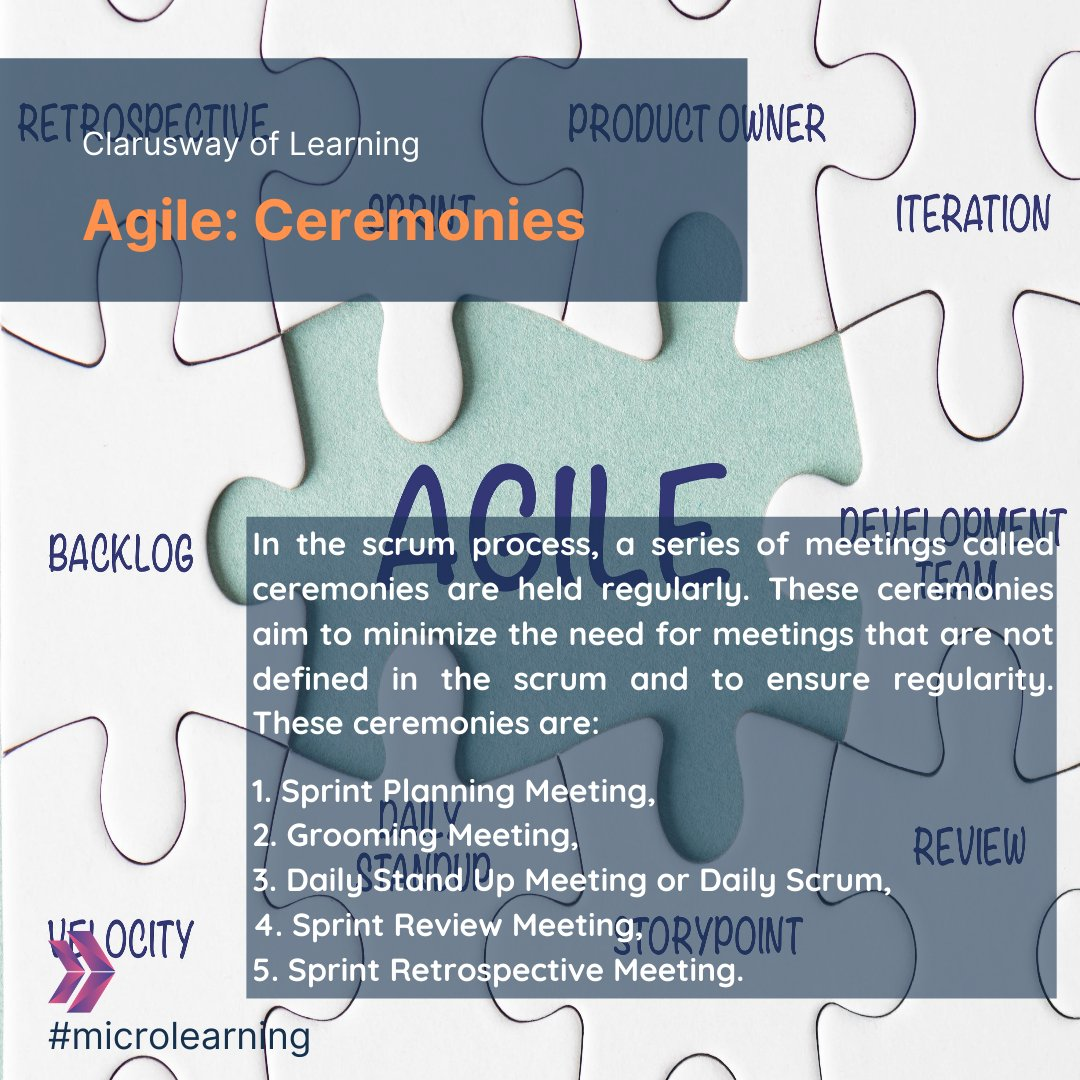 RETROSPECTIVE
PRODUCT OWNER
Clarusway of Learning
SPRINT
ITERATION
Agile: Ceremonies
AGILE
BACKLOG
DEVELOPMENT
TEAM
In the scrum process, a series of meetings called
ceremonies are held regularly. These ceremonies
aim to minimize the need for meetings that are not
defined in the scrum and to ensure regularity.
These ceremonies are:
1. Sprint Planning Meeting,
2. Grooming Meeting,
3. Daily Stand Up Meeting or Daily Scrum,
4. Sprint Review Meeting,
5. Sprint Retrospective Meeting.
DAILY
STANDUP
REVIEW
VELOCITY
STORYPOINT
#microlearning